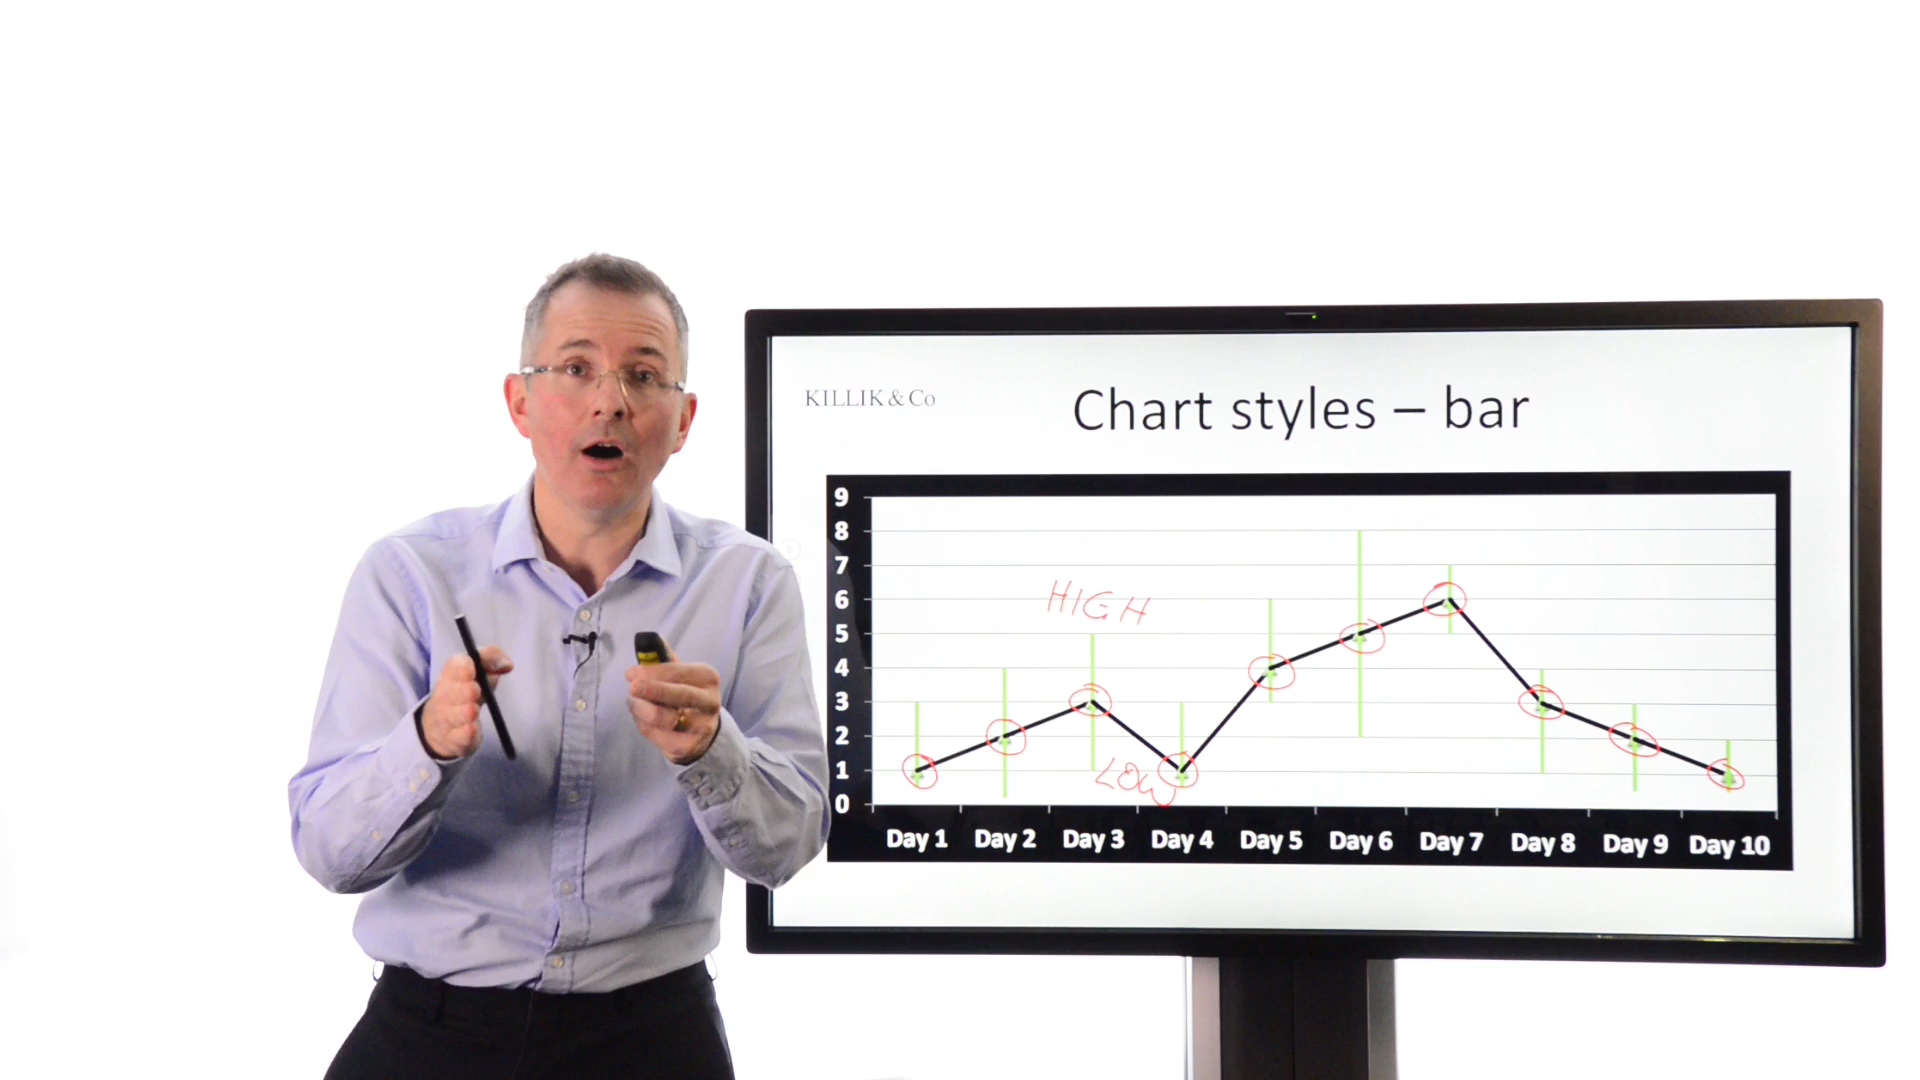 KILLIK & Co
Chart styles – bar
9
8
7
6
5
4
3
2
1
0
HIGH
LOW
Day 1 Day 2 Day 3 Day 4 Day 5 Day 6 Day 7 Day 8 Day 9 Day 10